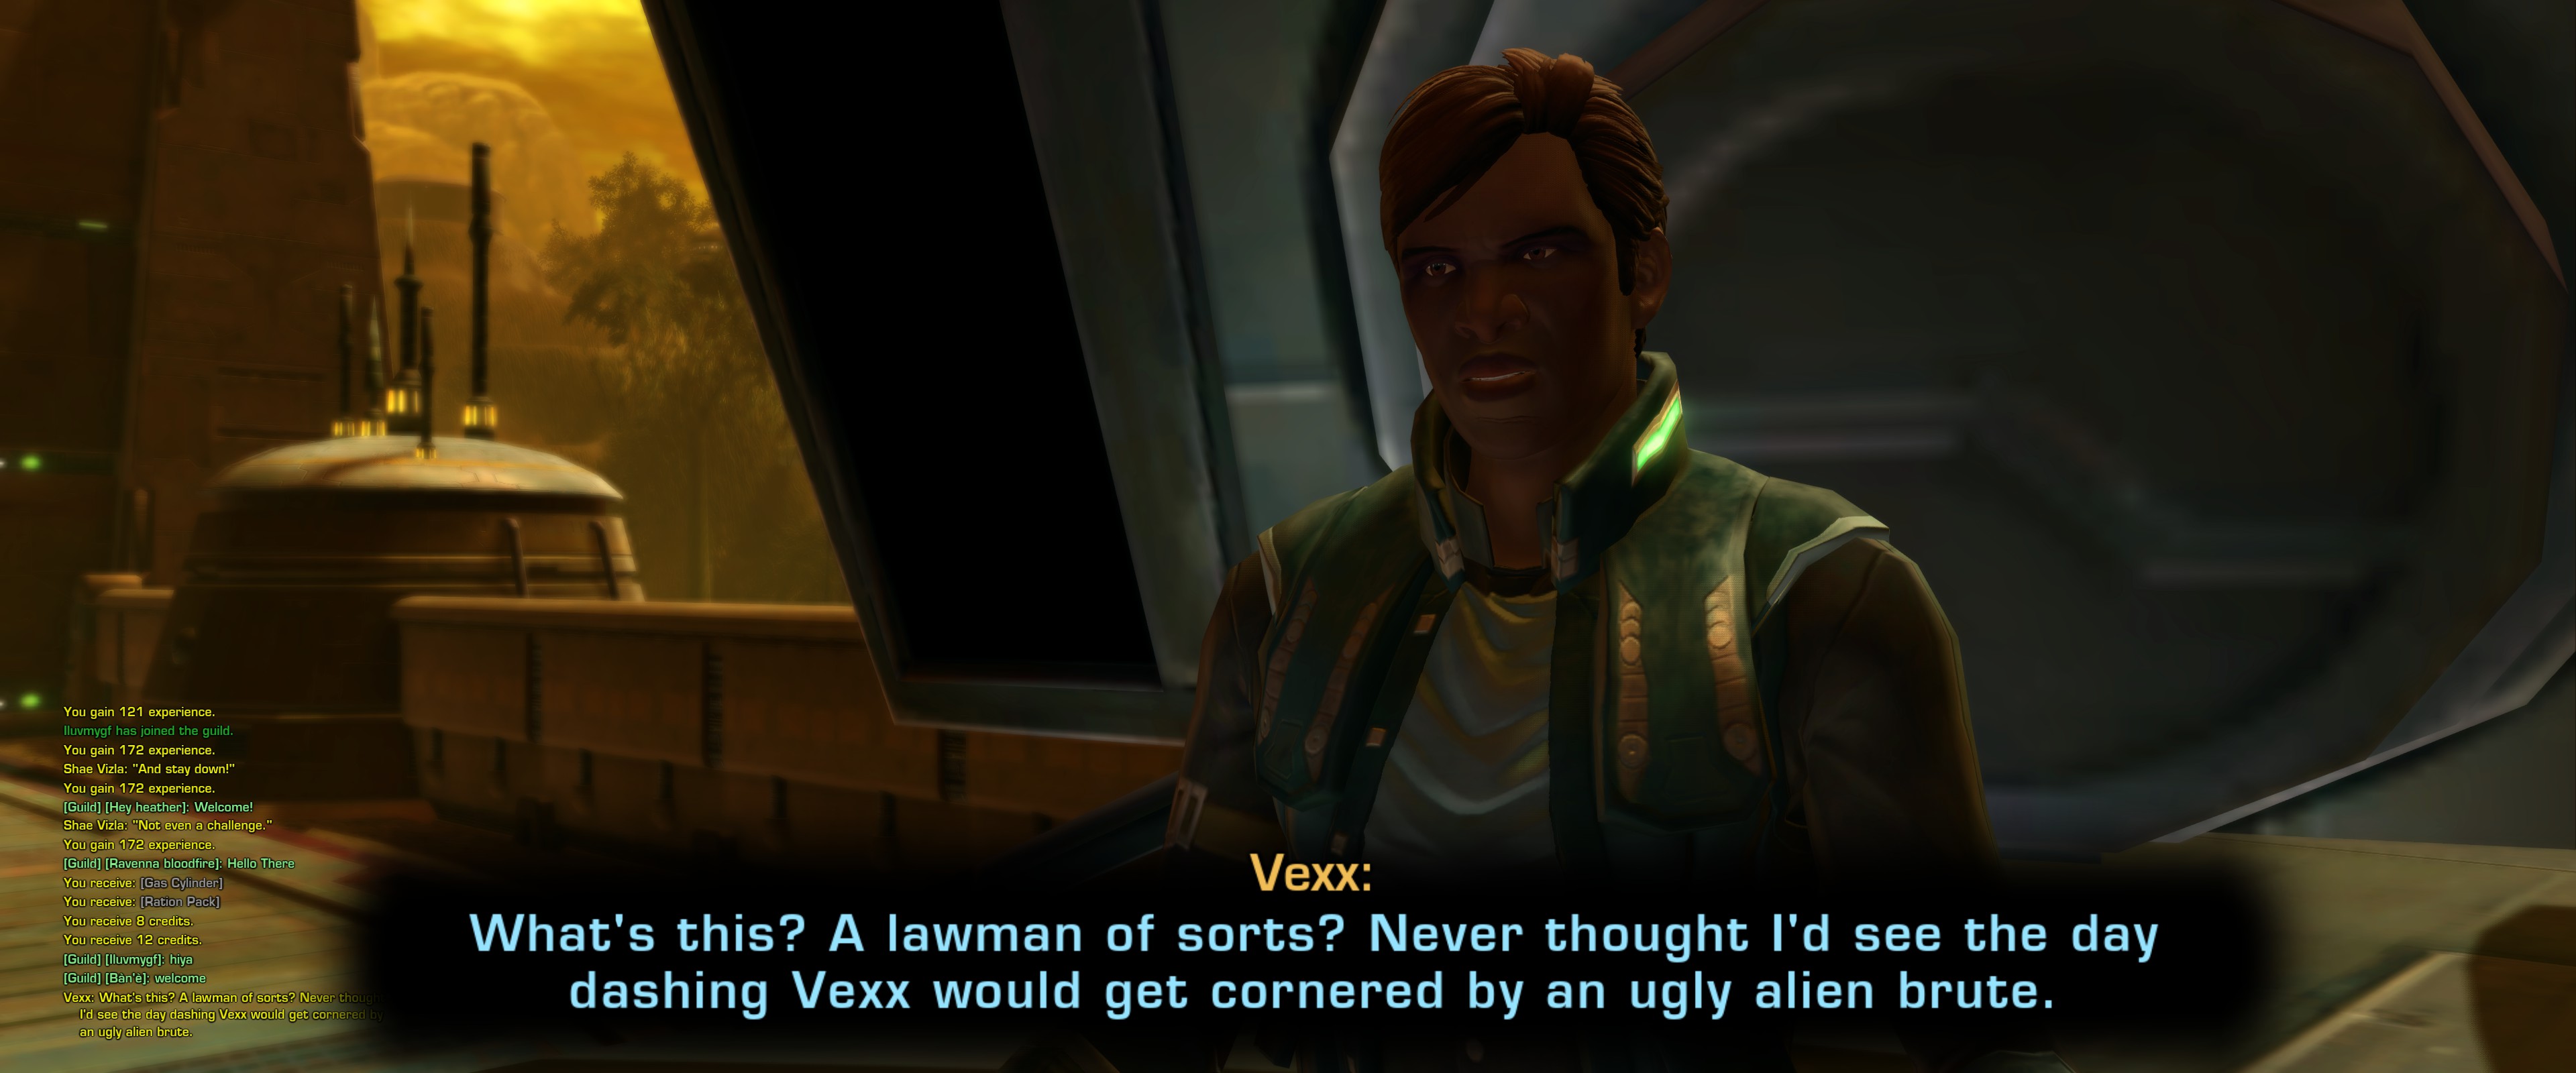 You gain 121 experience.
Iluvmygf has joined the guild.
You gain 172 experience.
Shae Vizla: "And stay down!"
You gain 172 experience.
[Guild] [Hey heather]: Welcome!
Shae Vizla: "Not even a challenge."
You gain 172 experience.
[Guild] [Ravenna bloodfire]: Hello There
You receive: [Gas Cylinder]
You receive: [Ration Pack]
You receive 8 credits.
You receive 12 credits.
[Guild] [Iluvmygf]: hiya
[Guild] [Bàn'è]: welcome
Vexx: What's this? A lawman of sorts? Never though
I'd see the day dashing Vexx would get cornered by
an ugly alien brute.
Vexx:
What's this? A lawman of sorts? Never thought I'd see the day
dashing Vexx would get cornered by an ugly alien brute.